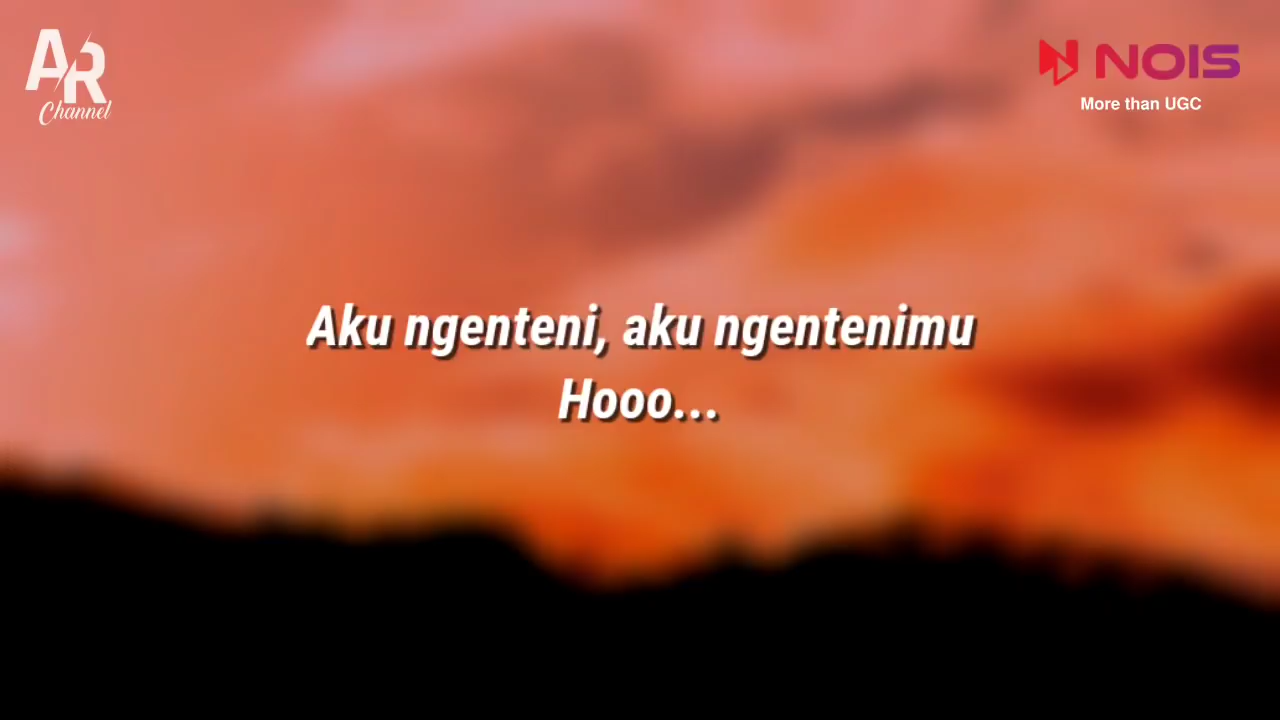 AR
Channel
NOIS
More than UGC
Aku ngenteni, aku ngentenimu
Hooo...